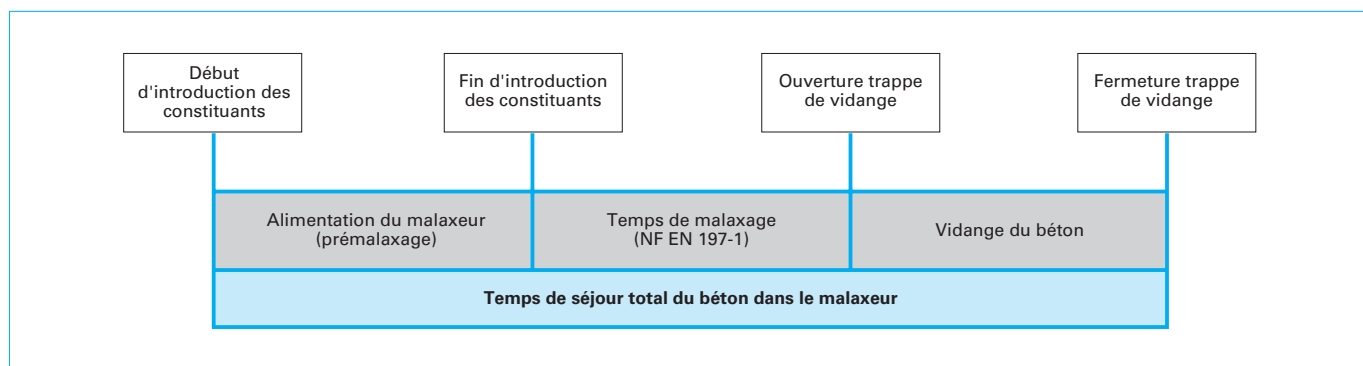 Début
d'introduction des
constituants
Fin d'introduction
des constituants
Ouverture trappe
de vidange
Fermeture trappe
de vidange
Alimentation du malaxeur
(prémalaxage)
Temps de malaxage
(NF EN 197-1)
Vidange du béton
Temps de séjour total du béton dans le malaxeur